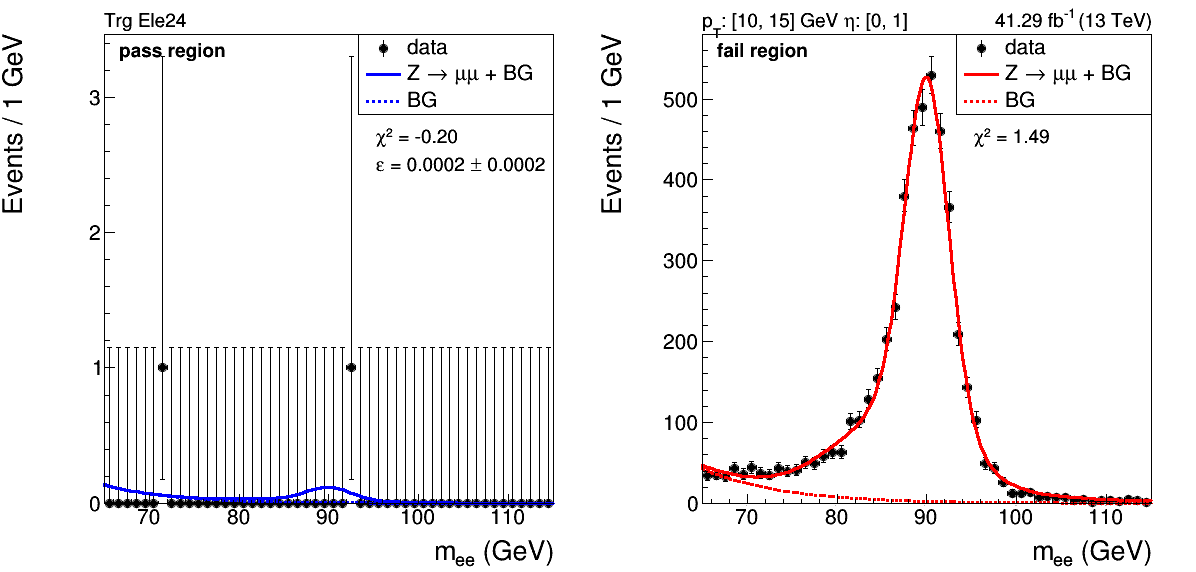 Trg Ele24
pass region
data
Z → μμ + BG
BG
χ² = -0.20
ε = 0.0002 ± 0.0002
Events / 1 GeV
3
2
1
0
70 80 90 100 110
m_ee (GeV)
p_T: [10, 15] GeV η: [0, 1] 41.29 fb⁻¹ (13 TeV)
fail region
data
Z → μμ + BG
BG
χ² = 1.49
Events / 1 GeV
500
400
300
200
100
0
70 80 90 100 110
m_ee (GeV)